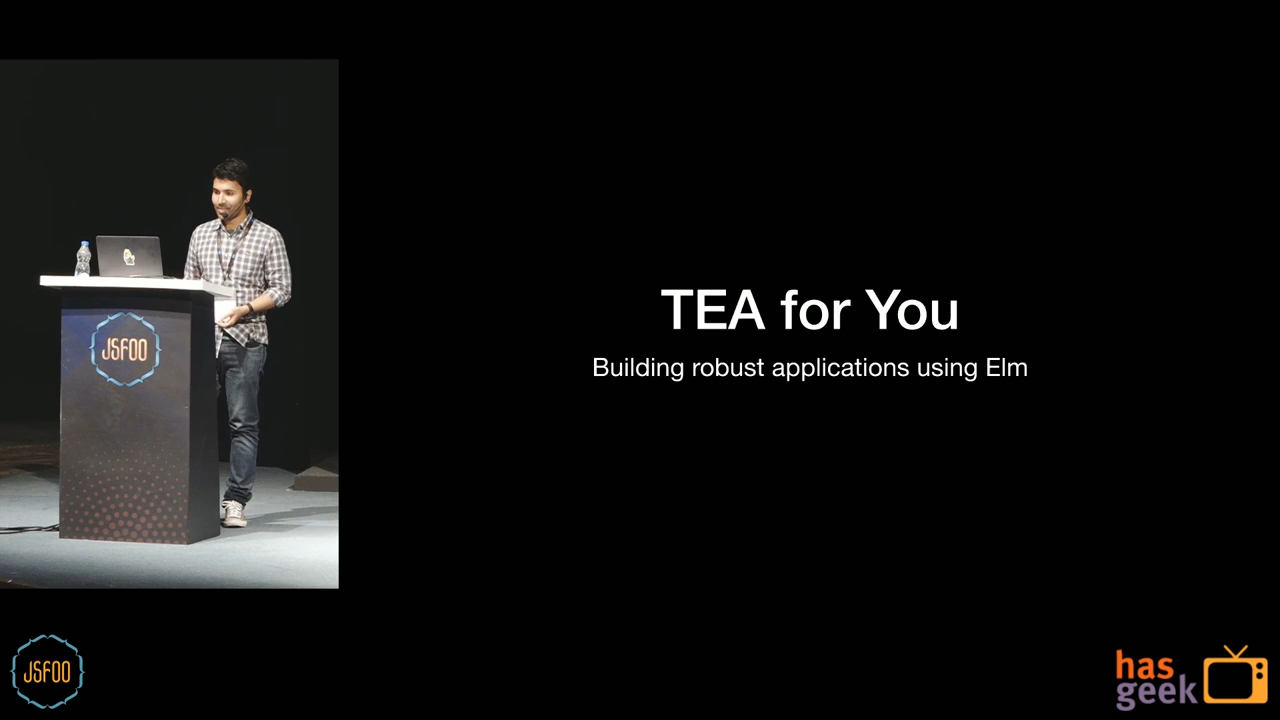 JSFOO
TEA for You
Building robust applications using Elm
JSFOO
has
geek